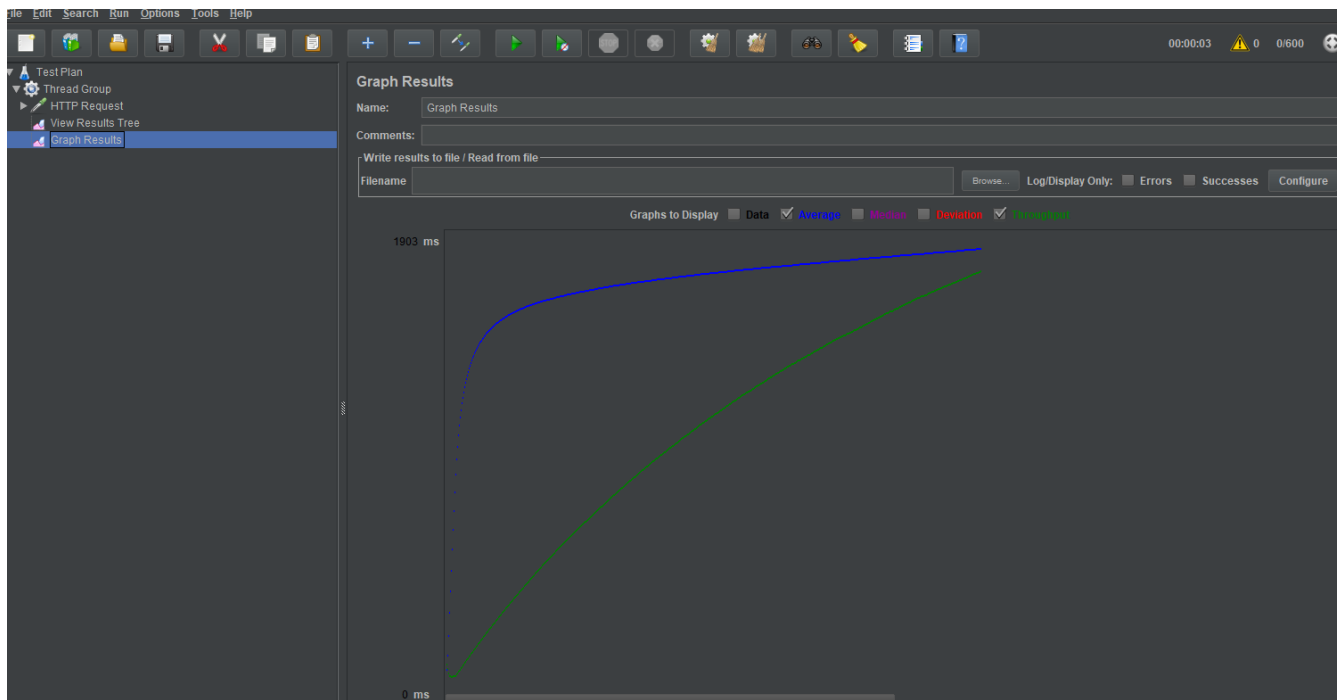 File Edit Search Run Options Tools Help
00:00:03 0 0/600
Test Plan
Thread Group
HTTP Request
View Results Tree
Graph Results
Graph Results
Name: Graph Results
Comments:
Write results to file / Read from file
Filename Browse... Log/Display Only: Errors Successes Configure
Graphs to Display Data Average Median Deviation Throughput
1903 ms
0 ms